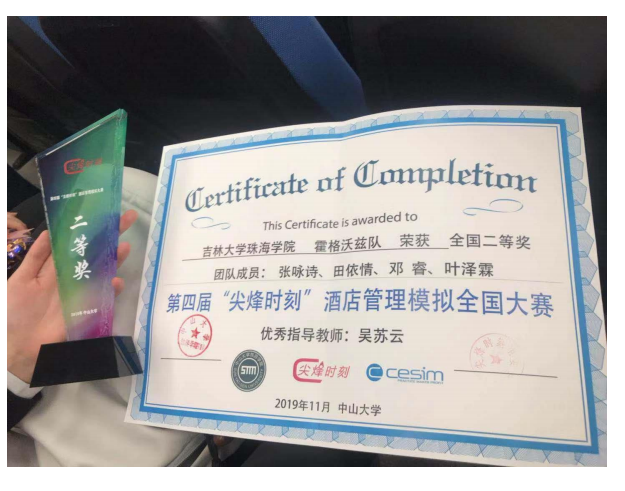 尖烽时刻
二
等
奖
Certificate of Completion
This Certificate is awarded to
吉林大学珠海学院 霍格沃兹队 荣获 全国二等奖
团队成员：张咏诗、田依情、邓 睿、叶泽霖
第四届“尖烽时刻”酒店管理模拟全国大赛
优秀指导教师：吴苏云
尖烽时刻
cesim
2019年11月 中山大学